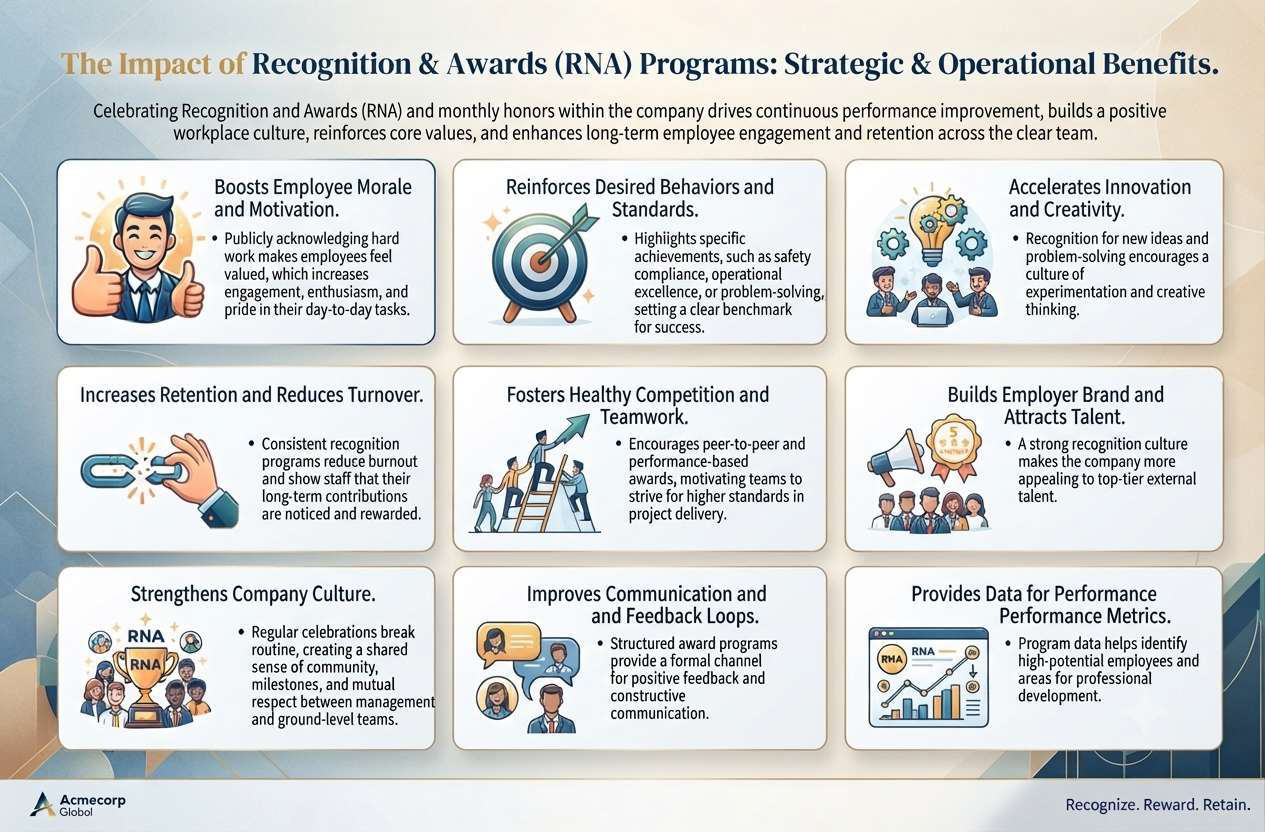 The Impact of Recognition & Awards (RNA) Programs: Strategic & Operational Benefits.
Celebrating Recognition and Awards (RNA) and monthly honors within the company drives continuous performance improvement, builds a positive
workplace culture, reinforces core values, and enhances long-term employee engagement and retention across the clear team.
Boosts Employee Morale
and Motivation.
• Publicly acknowledging hard
work makes employees feel
valued, which increases
engagement, enthusiasm, and
pride in their day-to-day tasks.
Reinforces Desired Behaviors and
Standards.
• Highiights specific
achievements, such as safety
compliance, operational
excellence, or problem-solving,
setting a clear benchmark
for success.
Accelerates Innovation
and Creativity.
• Recognition for new ideas and
problem-solving encourages a
culture of
experimentation and creative
thinking.
Increases Retention and Reduces Turnover.
• Consistent recognition
programs reduce burnout
and show staff that their
long-term contributions
are noticed and rewarded.
Fosters Healthy Competition and
Teamwork.
• Encourages peer-to-peer and
performance-based
awards, motivating teams to
strive for higher standards in
project delivery.
Builds Employer Brand and
Attracts Talent.
5
• A strong recognition culture
makes the company more
appealing to top-tier external
talent.
Strengthens Company Culture.
RNA
RNA
• Regular celebrations break
routine, creating a shared
sense of community,
milestones, and mutual
respect between management
and ground-level teams.
Improves Communication and
and Feedback Loops.
• Structured award programs
provide a formal channel
for positive feedback and
constructive
communication.
Provides Data for Performance
Performance Metrics.
RNA
• Program data helps identify
high-potential employees and
areas for professional
development.
Acmecorp
Global
Recognize. Reward. Retain.